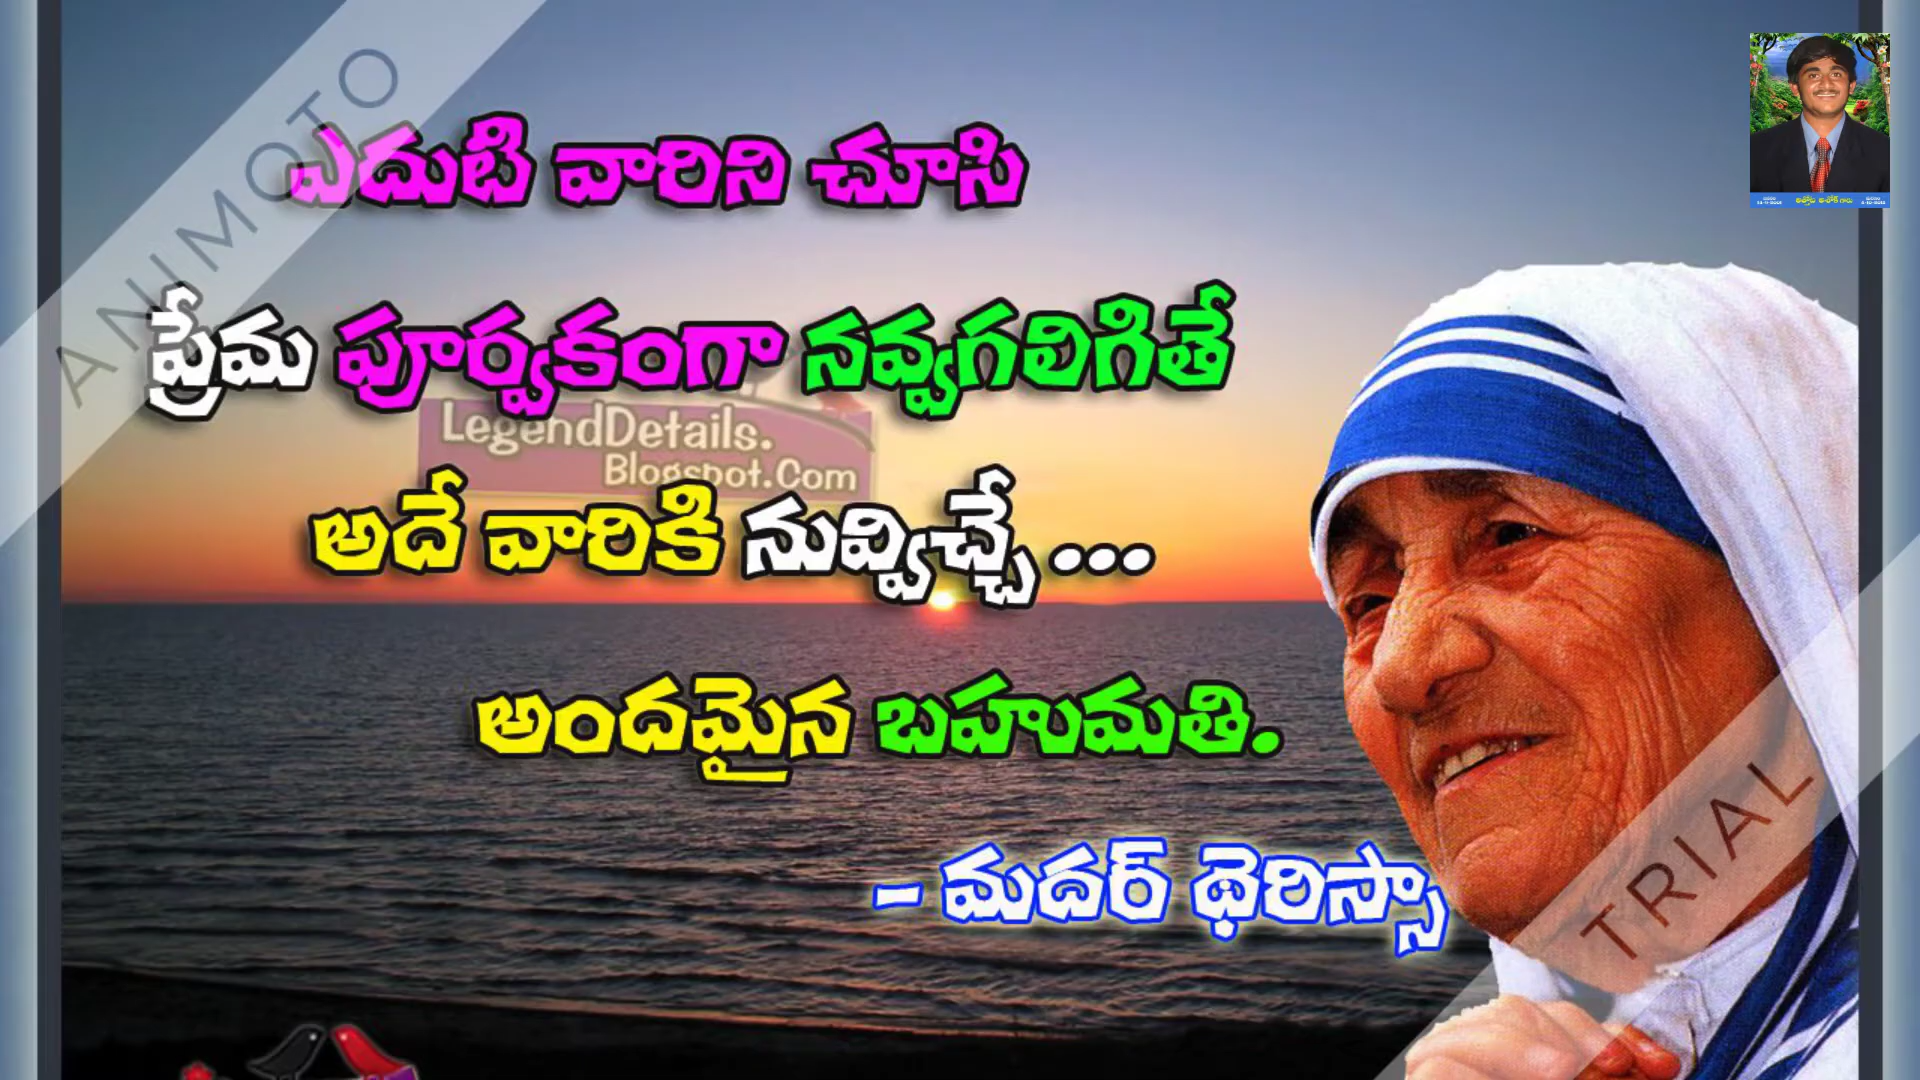 ANIMOTO
ఎదుటి వారిని చూసి
ప్రేమ పూర్వకంగా నవ్వగలిగితే
LegendDetails.
Blogspot.Com
అదే వారికి నువ్విచ్చే ...
అందమైన బహుమతి.
- మదర్ థెరిస్సా
TRIAL